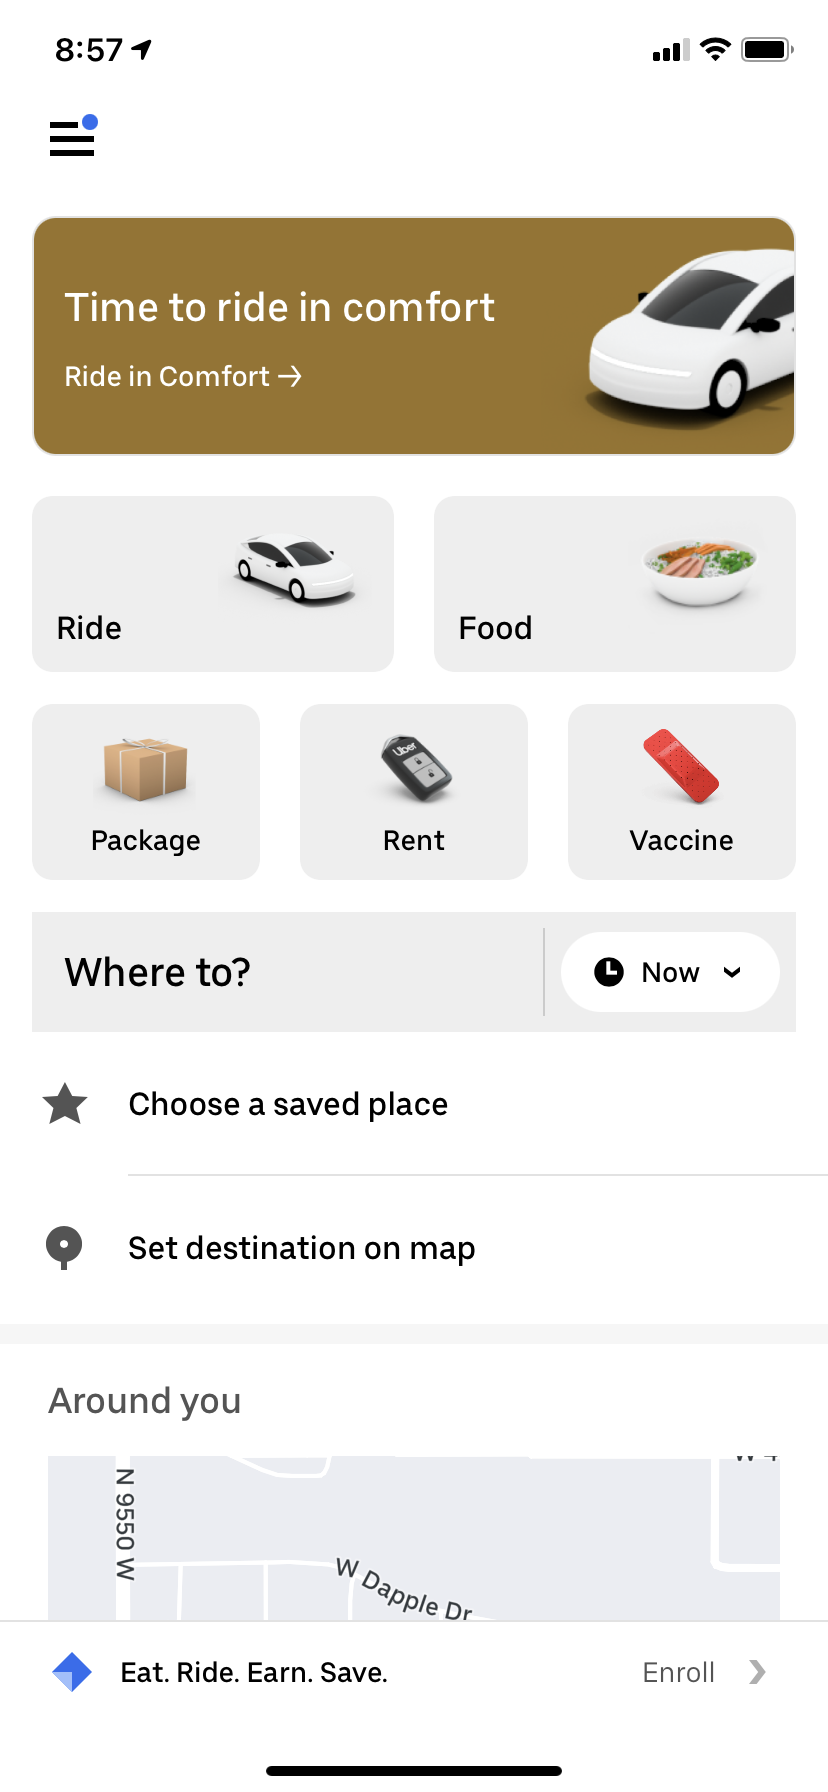 8:57
Time to ride in comfort
Ride in Comfort →
Ride
Food
Uber
Package
Rent
Vaccine
Where to?
Now
Choose a saved place
Set destination on map
Around you
N 9550 W
W Dapple Dr
Eat. Ride. Earn. Save.
Enroll